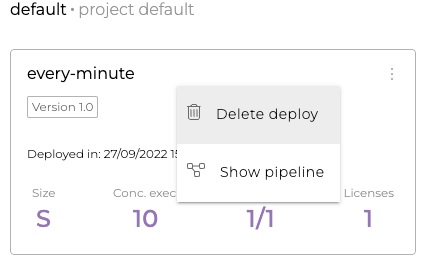 default • project default
every-minute
Version 1.0
Delete deploy
Deployed in: 27/09/2022
Show pipeline
Size
Conc. exec
Licenses
S
10
1/1
1